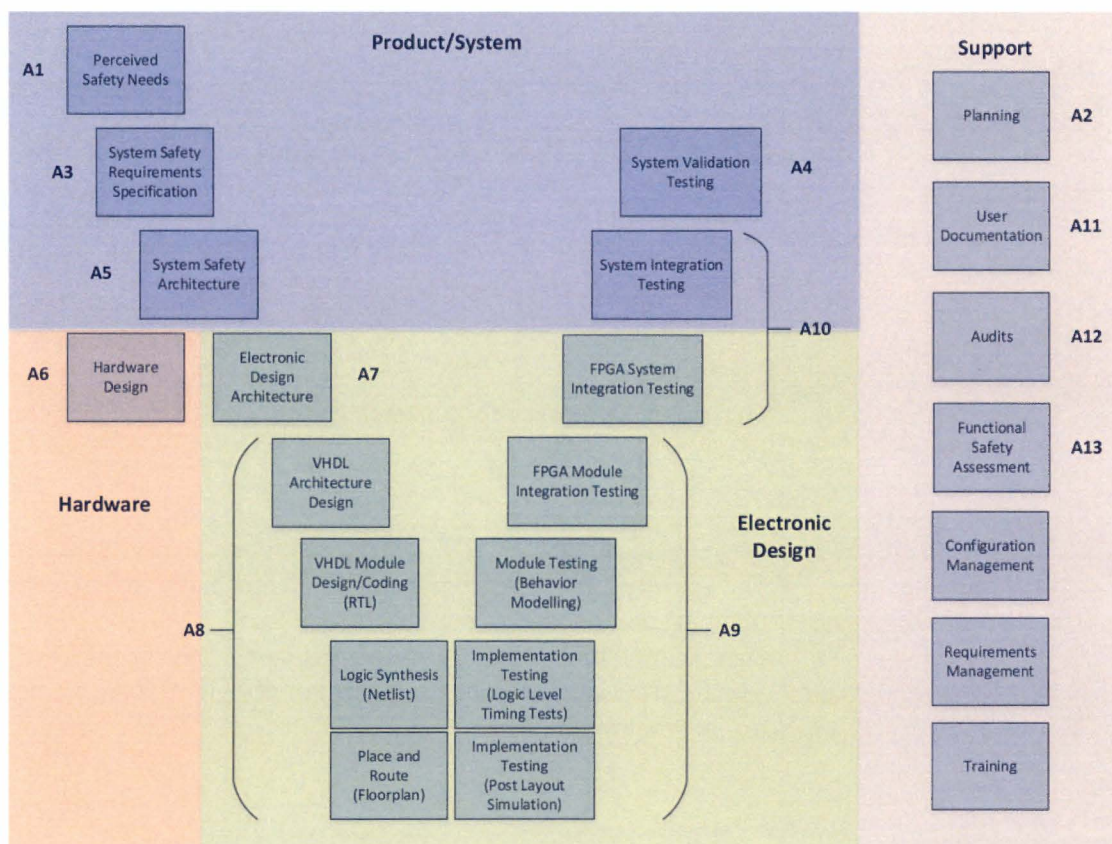 Product/System
Support
A1
Perceived
Safety Needs
Planning
A2
A3
System Safety
Requirements
Specification
System Validation
Testing
A4
User
Documentation
A11
A5
System Safety
Architecture
System Integration
Testing
A10
Audits
A12
A6
Hardware
Design
Electronic
Design
Architecture
A7
FPGA System
Integration Testing
Functional
Safety
Assessment
A13
Hardware
VHDL
Architecture
Design
FPGA Module
Integration Testing
Electronic
Design
Configuration
Management
A8
VHDL Module
Design/Coding
(RTL)
Module Testing
(Behavior
Modelling)
A9
Logic Synthesis
(Netlist)
Implementation
Testing
(Logic Level
Timing Tests)
Requirements
Management
Place and
Route
(Floorplan)
Implementation
Testing
(Post Layout
Simulation)
Training